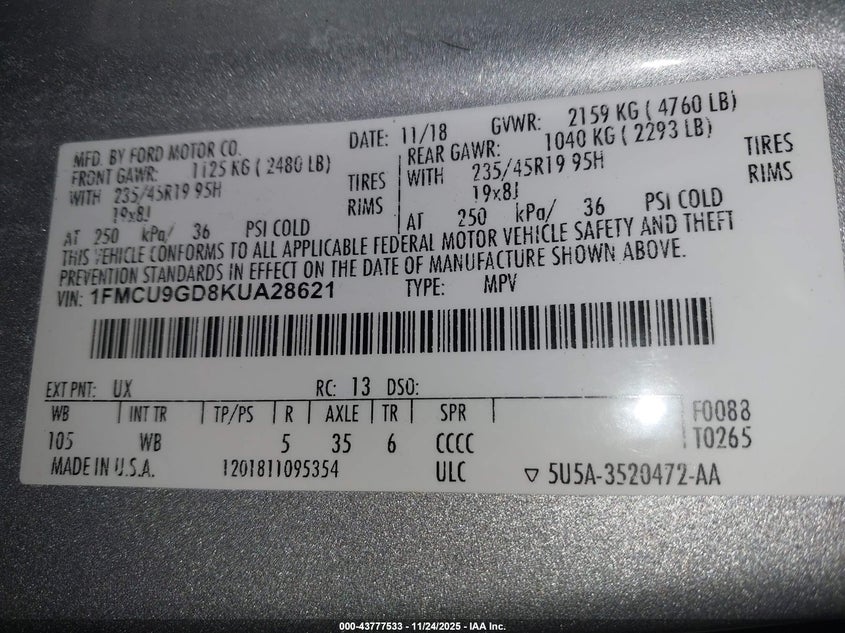 MFD. BY FORD MOTOR CO. DATE: 11/18 GVWR: 2159 KG ( 4760 LB)
FRONT GAWR: 1125 KG ( 2480 LB) REAR GAWR: 1040 KG ( 2293 LB)
WITH 235/45R19 95H TIRES WITH 235/45R19 95H TIRES
19x8J RIMS 19x8J RIMS
AT 250 kPa/ 36 PSI COLD AT 250 kPa/ 36 PSI COLD
THIS VEHICLE CONFORMS TO ALL APPLICABLE FEDERAL MOTOR VEHICLE SAFETY AND THEFT
PREVENTION STANDARDS IN EFFECT ON THE DATE OF MANUFACTURE SHOWN ABOVE.
VIN: 1FMCU9GD8KUA28621 TYPE: MPV
EXT PNT: UX RC: 13 DSO:
WB INT TR TP/PS R AXLE TR SPR F0088
105 WB 5 35 6 CCCC T0265
MADE IN U.S.A. 1201811095354 ULC ▽ 5U5A-3520472-AA
000-43777533 - 11/24/2025 - IAA Inc.